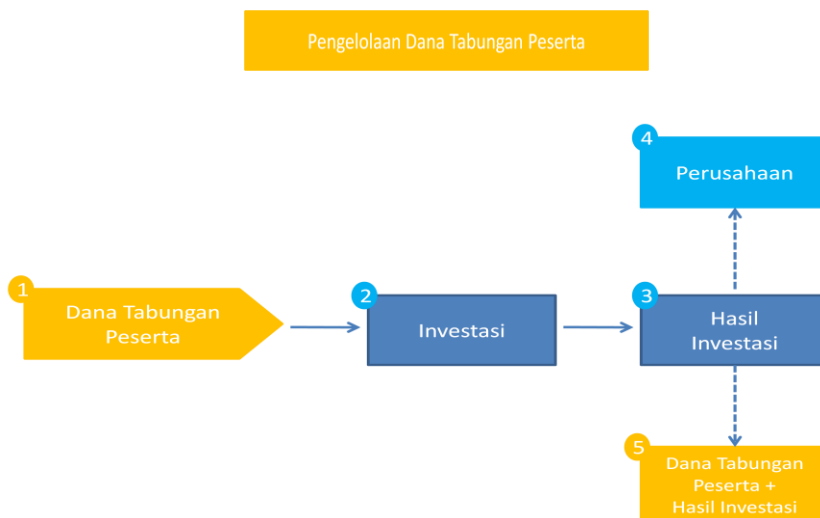 Pengelolaan Dana Tabungan Peserta
4
Perusahaan
1
Dana Tabungan
Peserta
2
Investasi
3
Hasil
Investasi
5
Dana Tabungan
Peserta +
Hasil Investasi